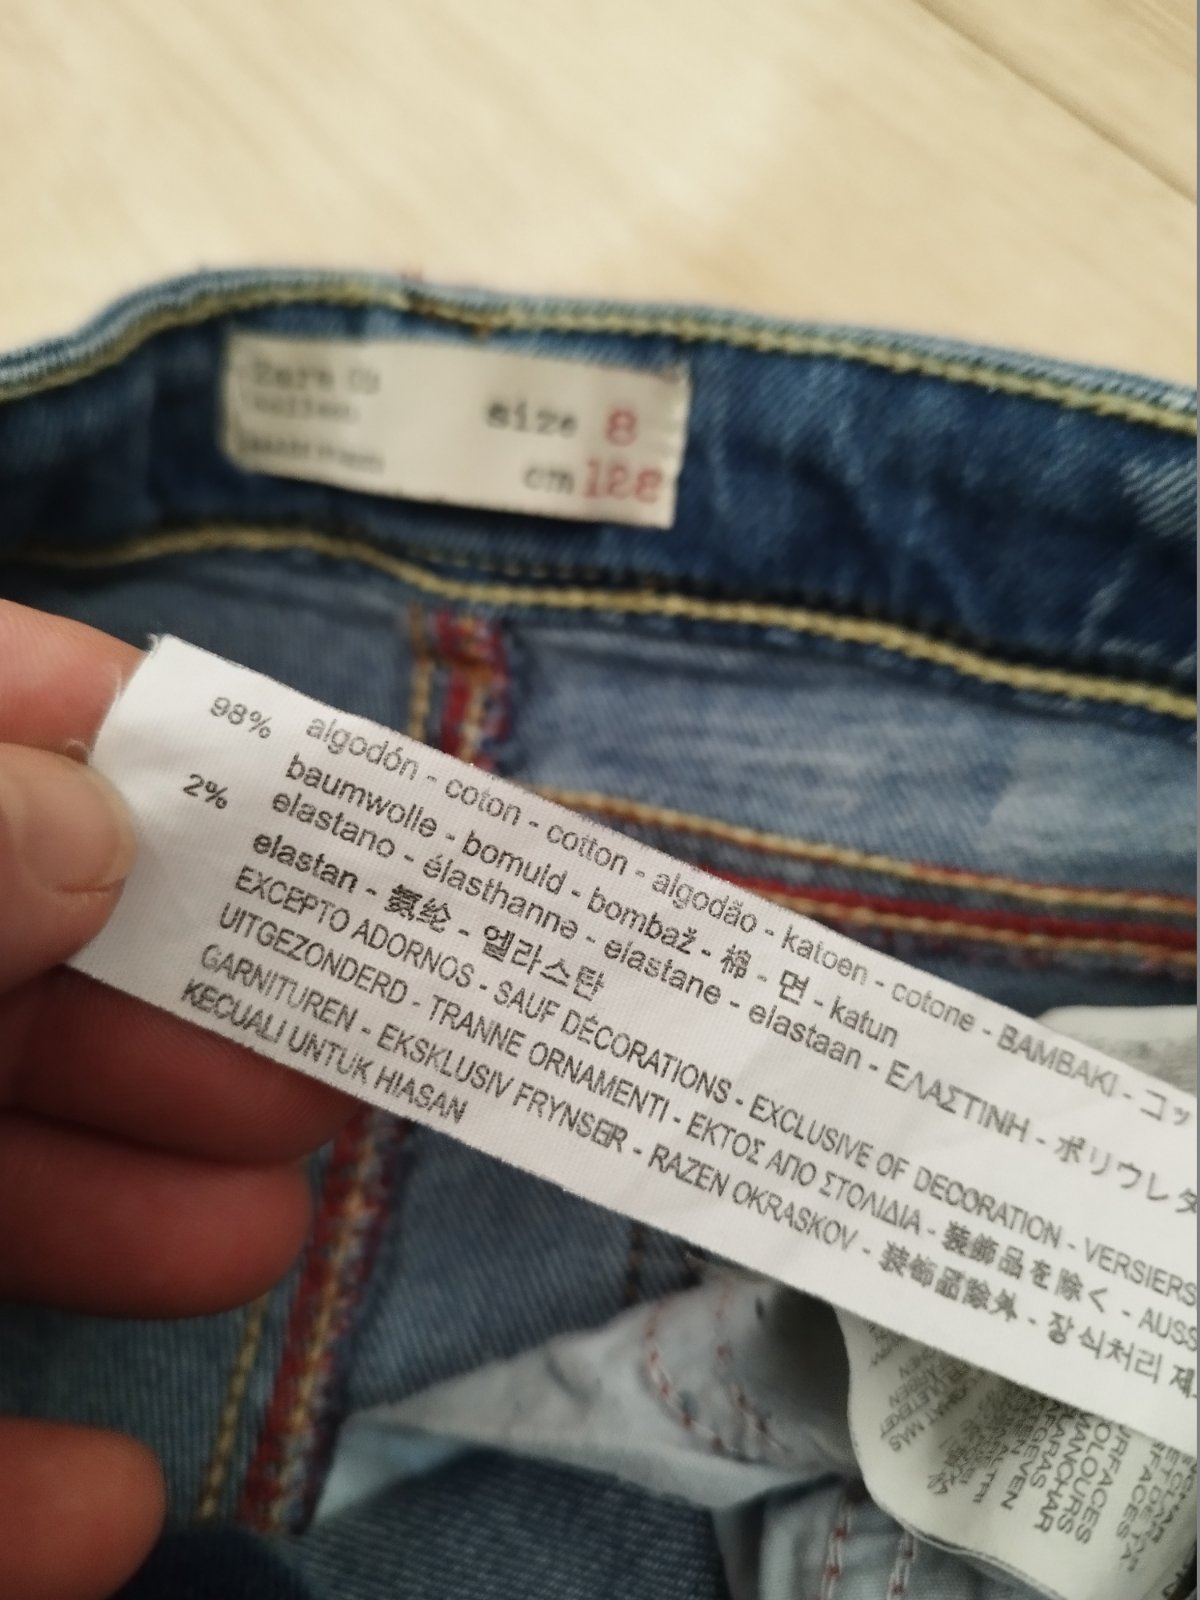 size 8
cm 128
98% algodón - coton - cotton - algodão - katoen - cotone - BAMBAKI - コッ
baumwolle - bomuld - bombaž - 棉 - 면 - katun
2% elastano - élasthanne - elastane - elastaan - ΕΛΑΣΤΙΝΗ - ポリウレタ
elastan - 氨纶 - 엘라스탄
EXCEPTO ADORNOS - SAUF DÉCORATIONS - EXCLUSIVE OF DECORATION - VERSIERS
UITGEZONDERD - TRANNE ORNAMENTI - ΕΚΤΟΣ ΑΠΟ ΣΤΟΛΙΔΙΑ - 装飾品を除く - AUSS
GARNITUREN - EKSKLUSIV FRYNSER - RAZEN OKRASKOV - 装饰品除外 - 장식처리 제
KECUALI UNTUK HIASAN